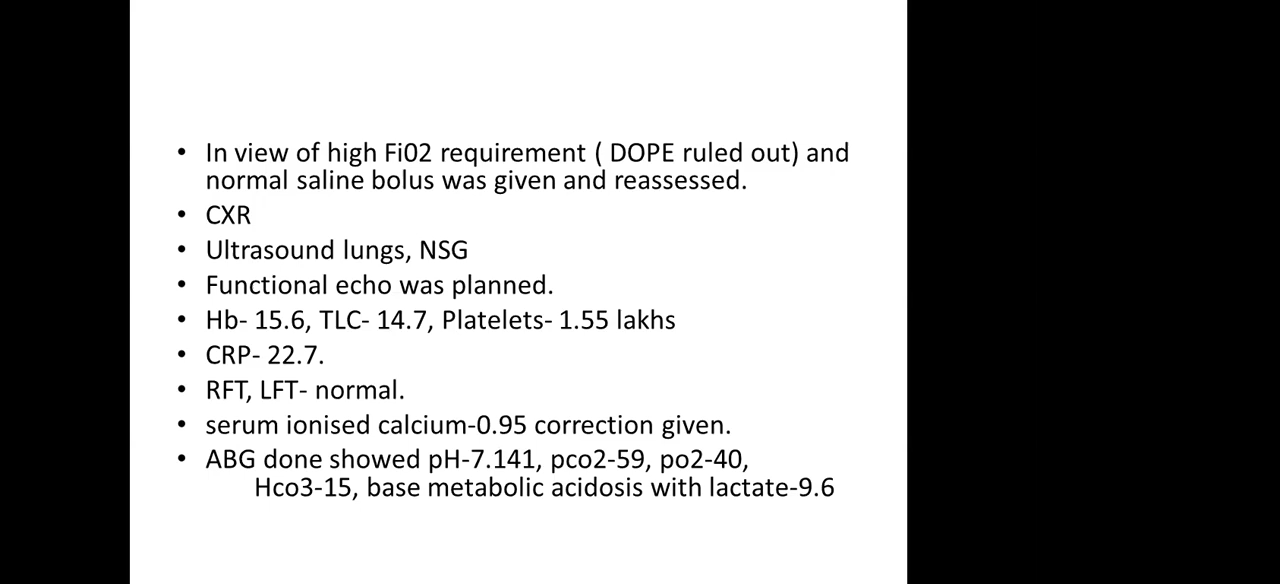 • In view of high Fi02 requirement ( DOPE ruled out) and
normal saline bolus was given and reassessed.
• CXR
• Ultrasound lungs, NSG
• Functional echo was planned.
• Hb- 15.6, TLC- 14.7, Platelets- 1.55 lakhs
• CRP- 22.7.
• RFT, LFT- normal.
• serum ionised calcium-0.95 correction given.
• ABG done showed pH-7.141, pco2-59, po2-40,
Hco3-15, base metabolic acidosis with lactate-9.6